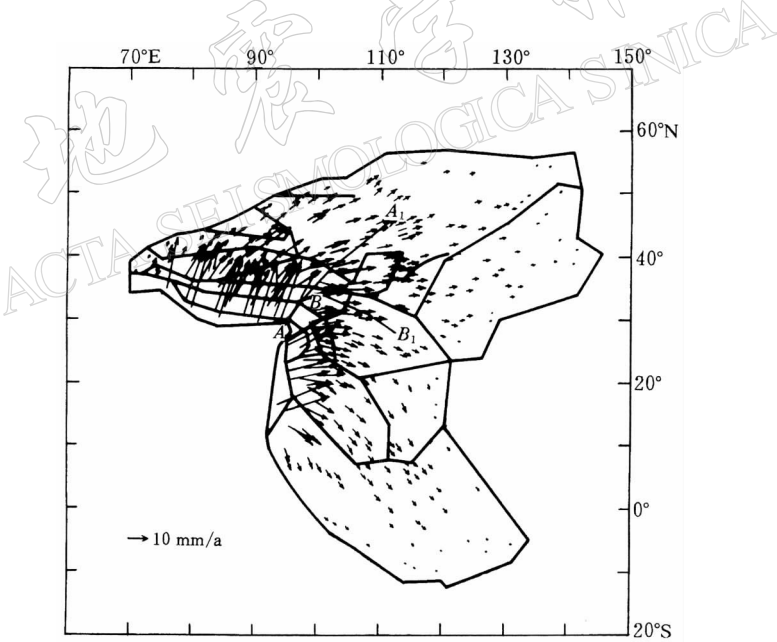 地震学
ACTA SEISMOLOGICA SINICA
70°E 90° 110° 130° 150°
60°N
A₁
40°
B
A
B₁
20°
0°
10 mm/a
20°S